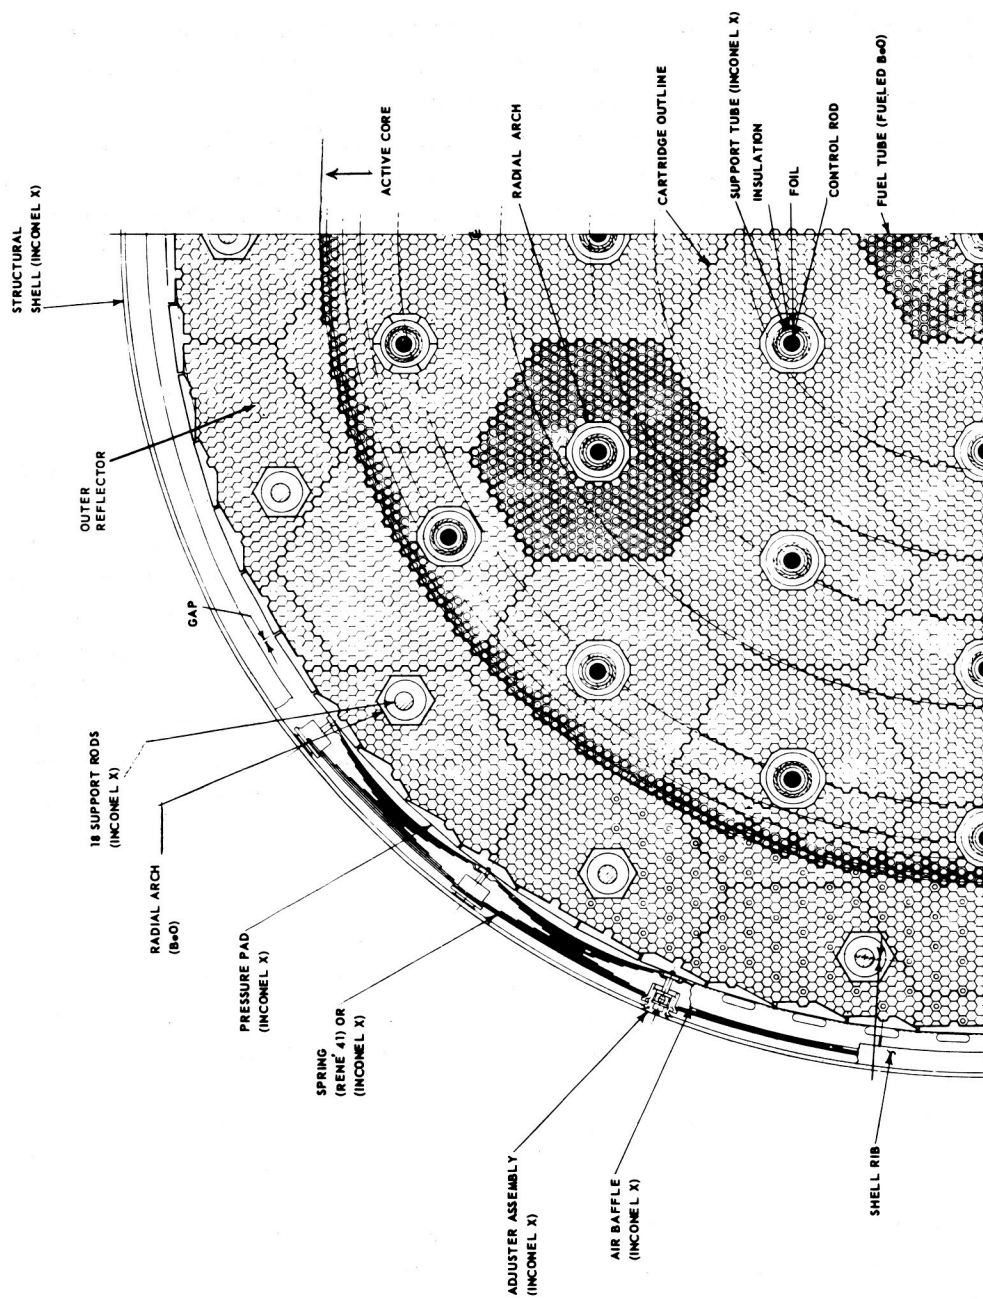 STRUCTURAL
SHELL (INCONEL X)
OUTER
REFLECTOR
GAP
18 SUPPORT RODS
(INCONEL X)
RADIAL ARCH
(BeO)
PRESSURE PAD
(INCONEL X)
SPRING
(RENÉ 41) OR
(INCONEL X)
ADJUSTER ASSEMBLY
(INCONEL X)
AIR BAFFLE
(INCONEL X)
SHELL RIB
ACTIVE CORE
RADIAL ARCH
CARTRIDGE OUTLINE
SUPPORT TUBE (INCONEL X)
INSULATION
FOIL
CONTROL ROD
FUEL TUBE (FUELED BeO)